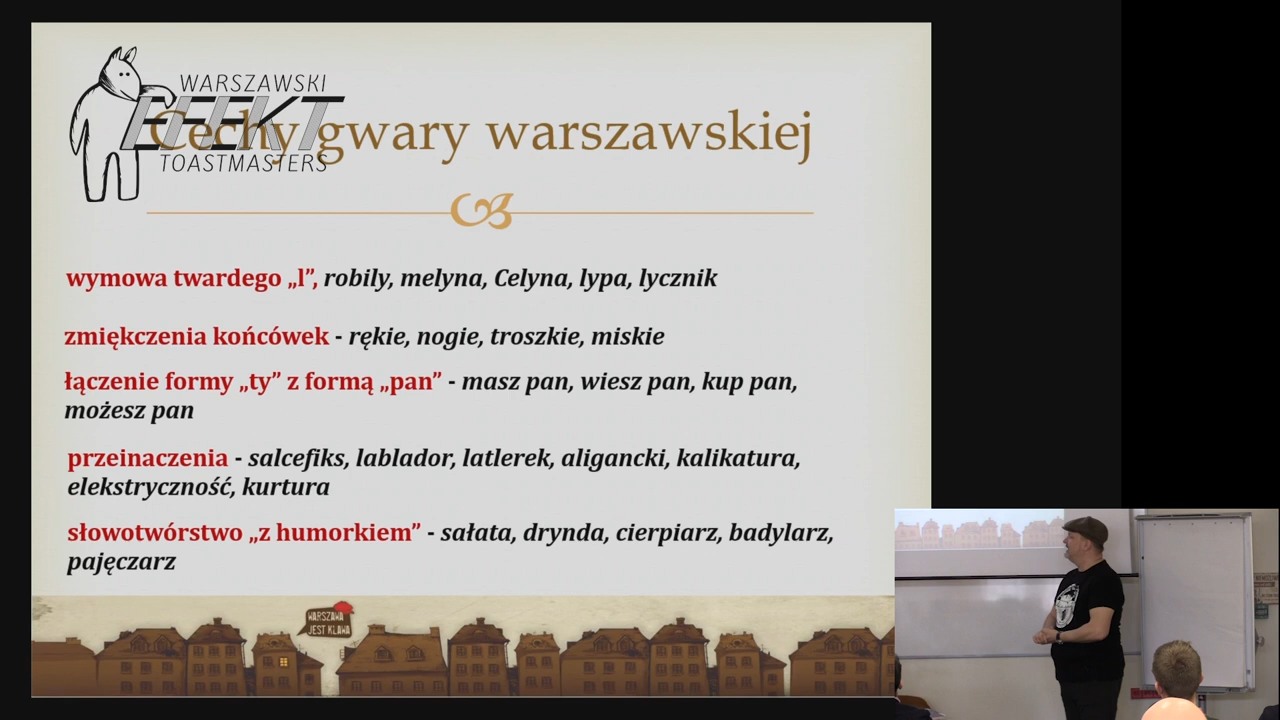 WARSZAWSKI
EFEKT
TOASTMASTERS
Cechy gwary warszawskiej
wymowa twardego „l”, robily, melyna, Celyna, lypa, lycznik
zmiękczenia końcówek - rękie, nogie, troszkie, miskie
łączenie formy „ty” z formą „pan” - masz pan, wiesz pan, kup pan,
możesz pan
przeinaczenia - salcefiks, lablador, latlerek, aligancki, kalikatura,
elekstryczność, kurtura
słowotwórstwo „z humorkiem” - sałata, drynda, cierpiarz, badylarz,
pajęczarz
WARSZAWA
JEST KLAWA